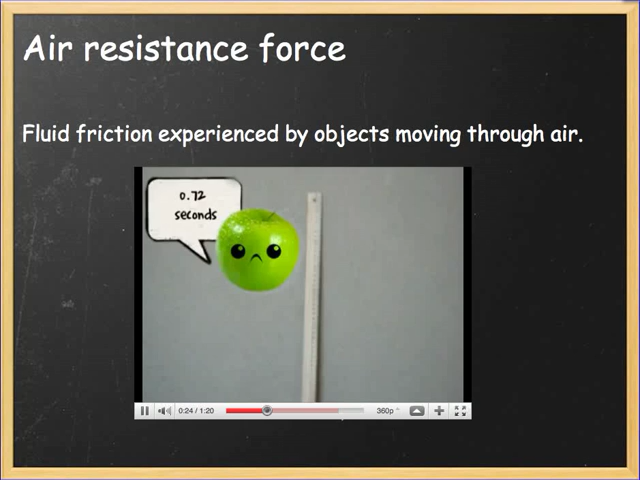 Air resistance force
Fluid friction experienced by objects moving through air.
0.72
seconds
0:24 / 1:20
360p